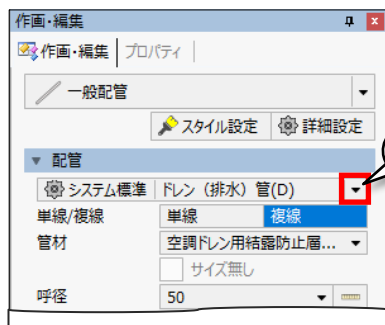 作画・編集
作画・編集 プロパティ
一般配管
スタイル設定 詳細設定
配管
システム標準 ドレン（排水）管(D)
単線/複線 単線 複線
管材 空調ドレン用結露防止層...
サイズ無し
呼径 50